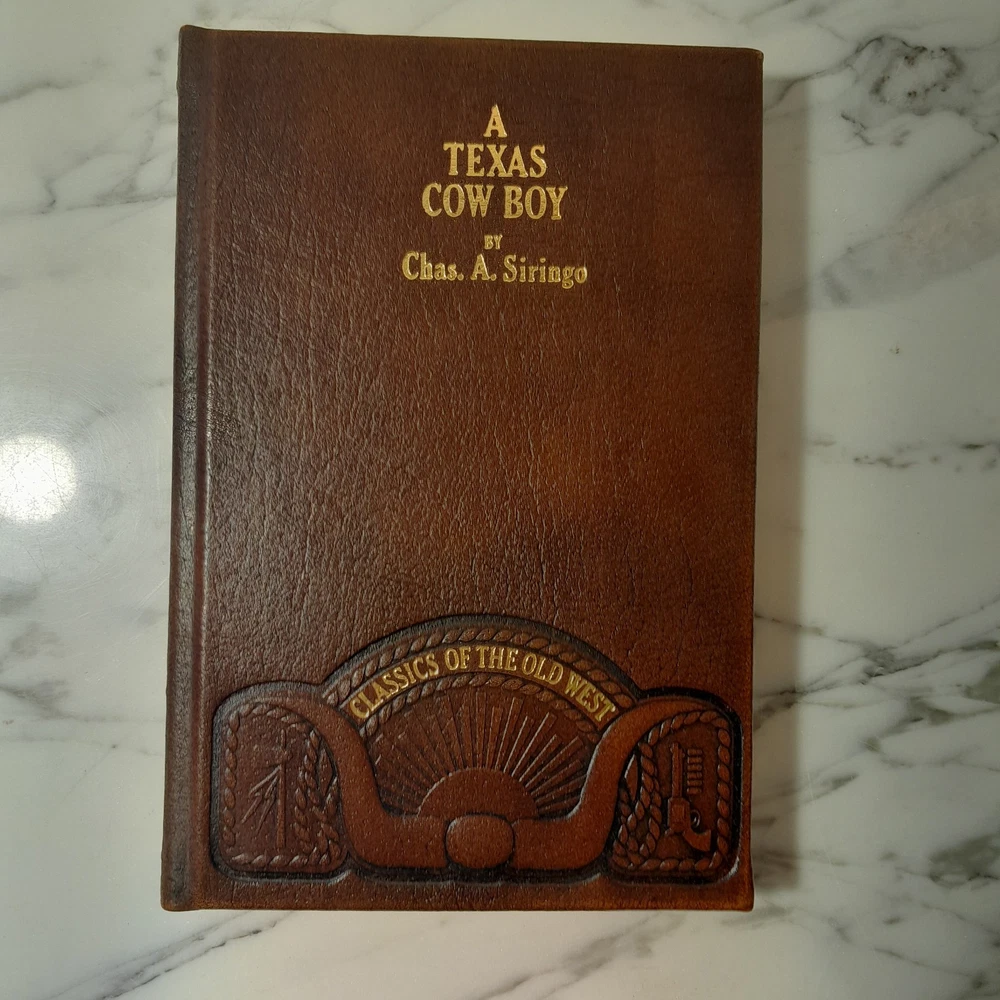 A
TEXAS
COW BOY
BY
Chas. A. Siringo
CLASSICS OF THE OLD WEST